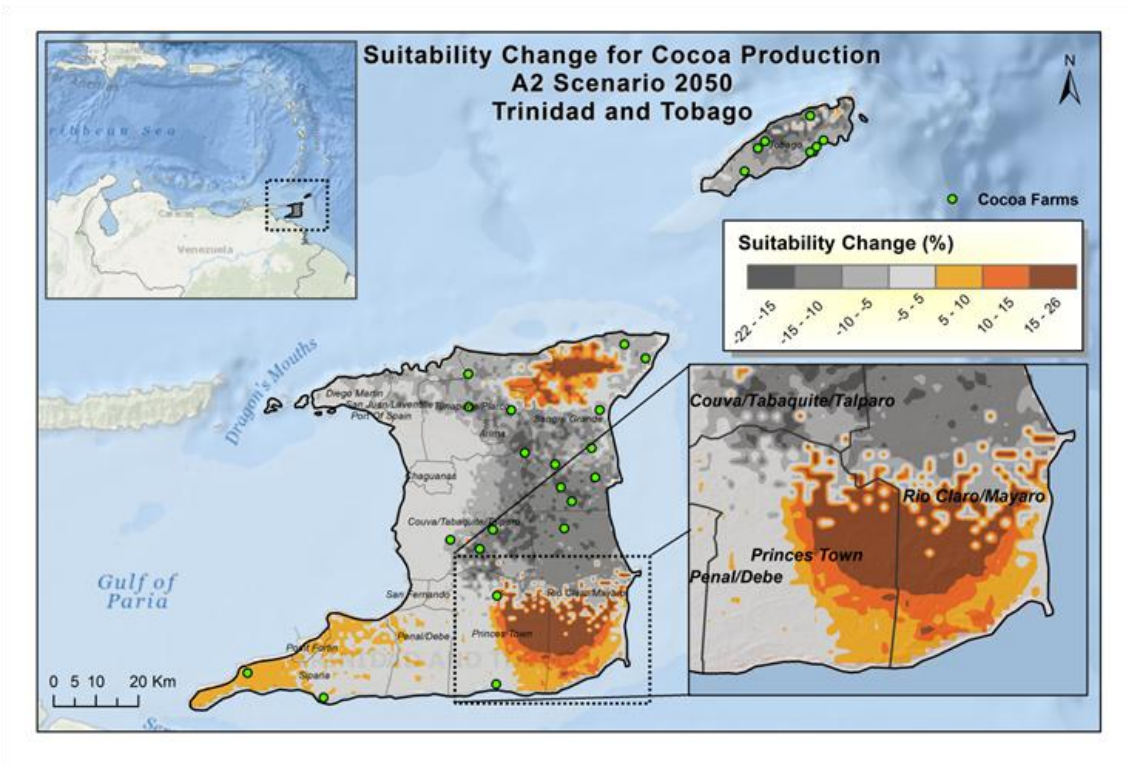 Suitability Change for Cocoa Production
A2 Scenario 2050
Trinidad and Tobago
N
Caribbean Sea
Venezuela
Tobago
Cocoa Farms
Suitability Change (%)
-22 - -15
-15 - -10
-10 - -5
-5 - 5
5 - 10
10 - 15
15 - 26
Dragon's Mouths
Diego Martin
San Juan/Laventille
Port Of Spain
Sangre Grande
Arima
Chaguanas
Couva/Tabaquite/Talparo
Gulf of
Paria
San Fernando
Rio Claro/Mayaro
Point Fortin
Penal/Debe
Princes Town
Siparia
0 5 10 20 Km
Couva/Tabaquite/Talparo
Rio Claro/Mayaro
Princes Town
Penal/Debe